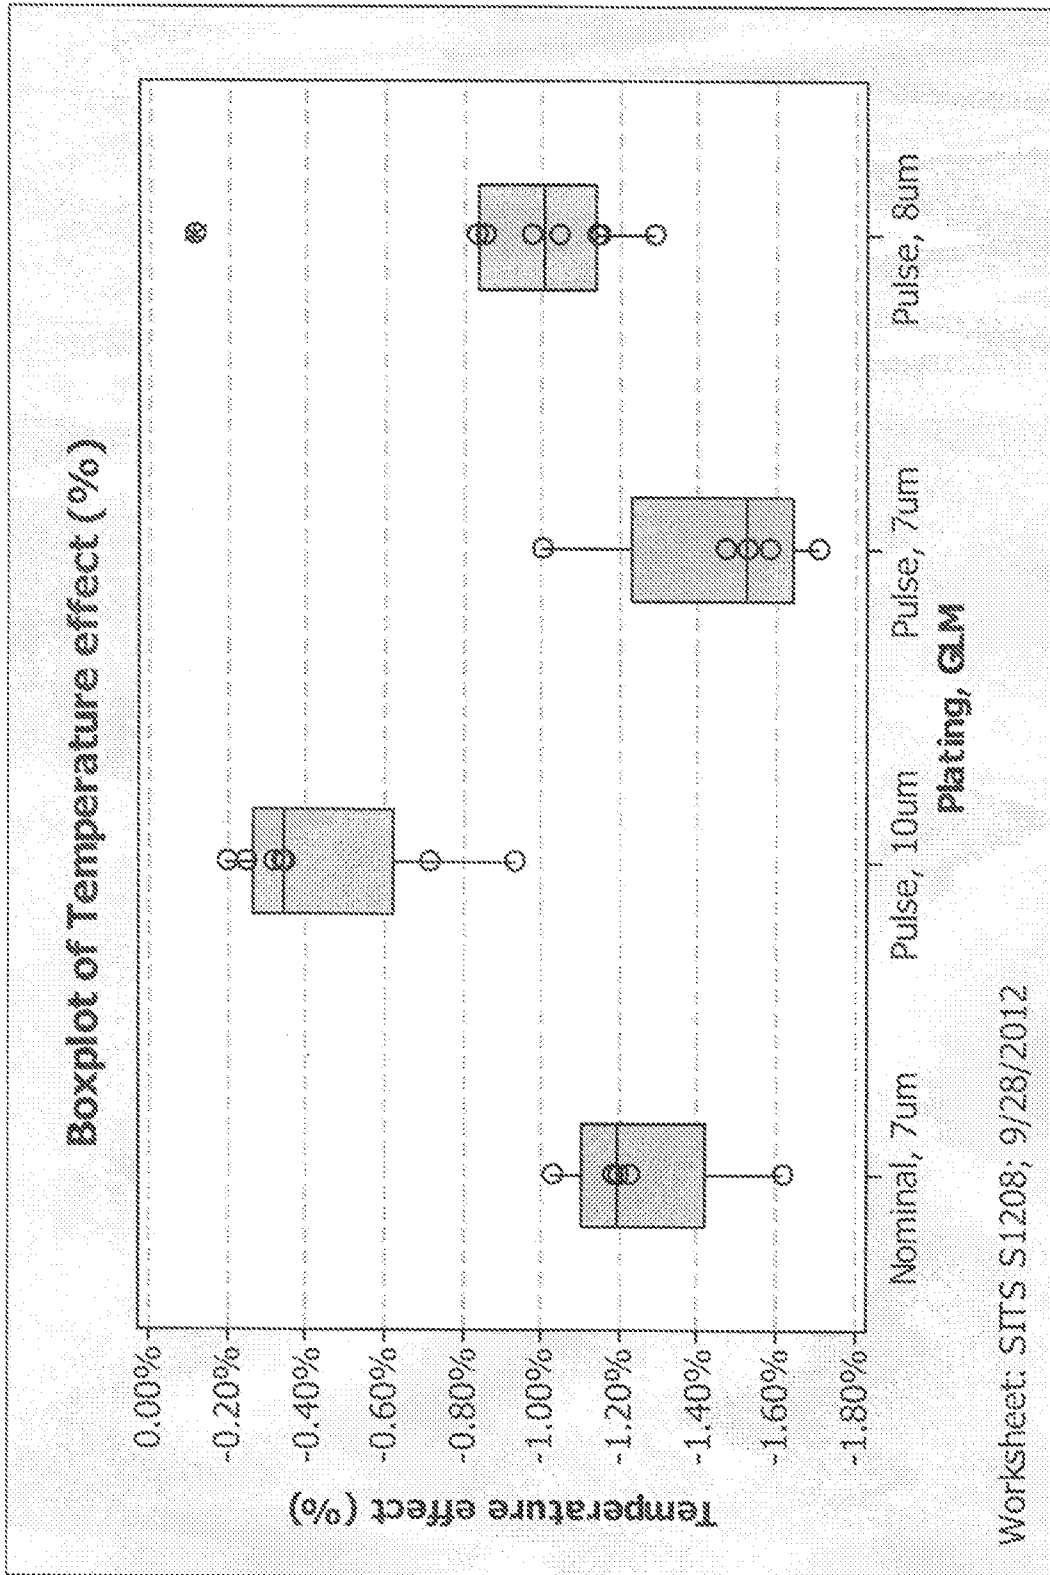 Boxplot of Temperature effect (%)
Temperature effect (%)
0.00%
-0.20%
-0.40%
-0.60%
-0.80%
-1.00%
-1.20%
-1.40%
-1.60%
-1.80%
Nominal, 7um
Pulse, 10um
Pulse, 7um
Pulse, 8um
Plating, GLM
Worksheet: SITS S1208; 9/28/2012